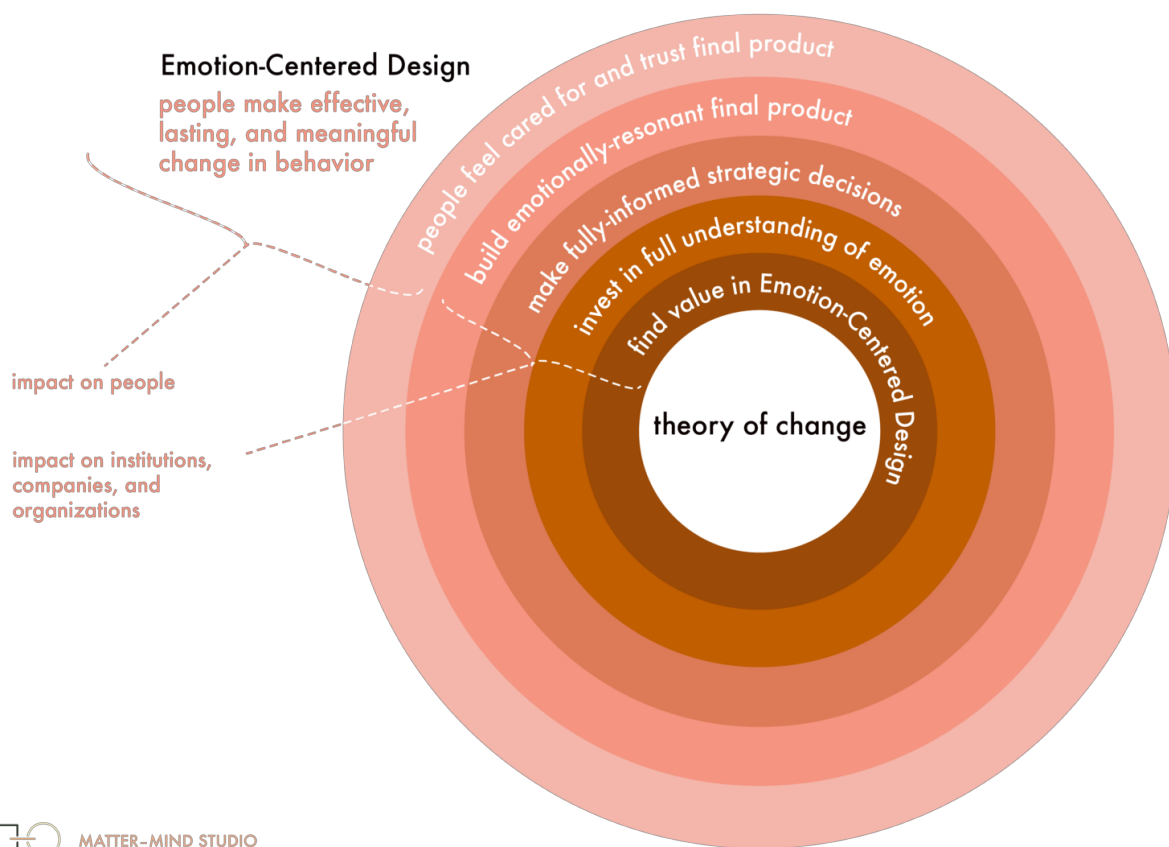 Emotion-Centered Design
people make effective,
lasting, and meaningful
change in behavior
people feel cared for and trust final product
build emotionally-resonant final product
make fully-informed strategic decisions
invest in full understanding of emotion
find value in Emotion-Centered Design
theory of change
impact on people
impact on institutions,
companies, and
organizations
MATTER-MIND STUDIO